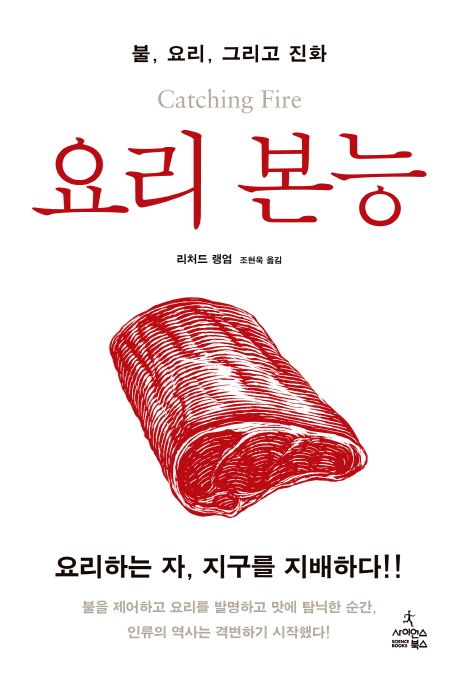 불, 요리, 그리고 진화
Catching Fire
요리 본능
리처드 랭엄 조현욱 옮김
요리하는 자, 지구를 지배하다!!
불을 제어하고 요리를 발명하고 맛에 탐닉한 순간,
인류의 역사는 격변하기 시작했다!
사이언스
SCIENCE
BOOKS 북스